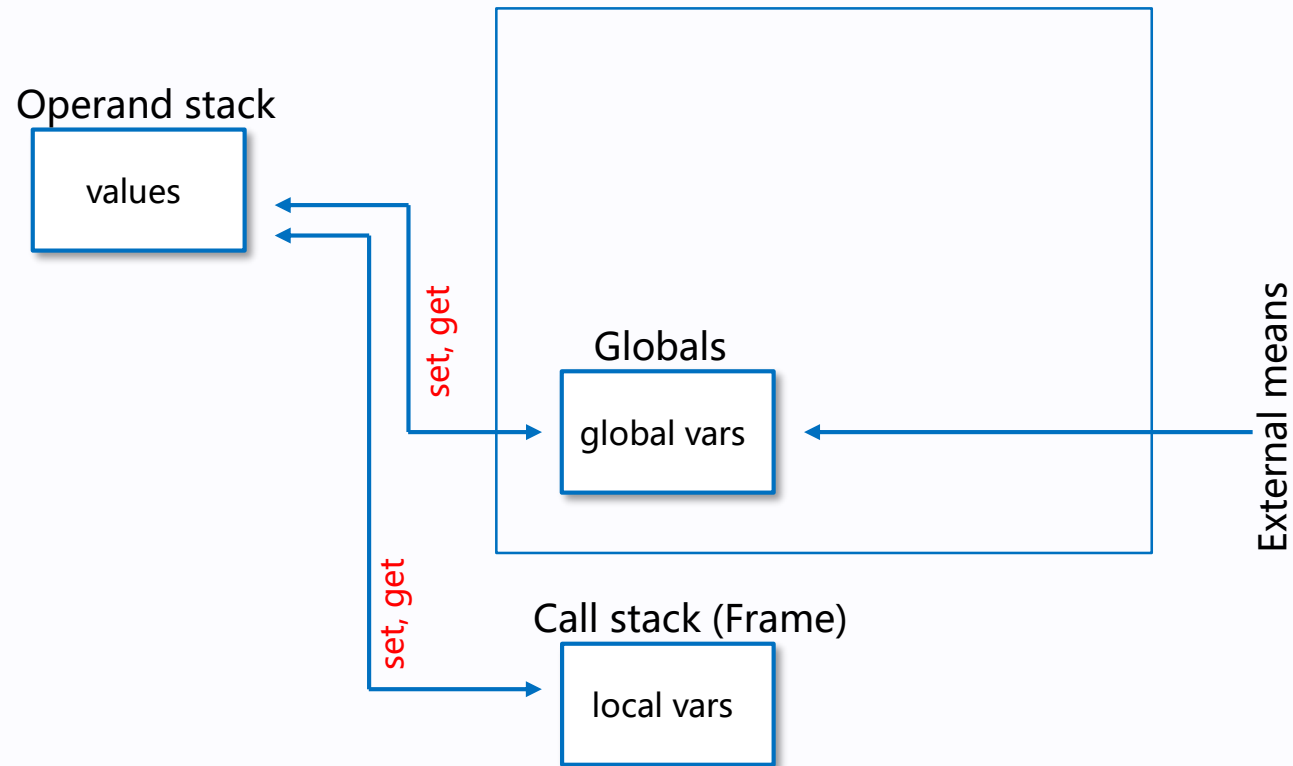 Operand stack
values
set, get
Globals
global vars
External means
set, get
Call stack (Frame)
local vars